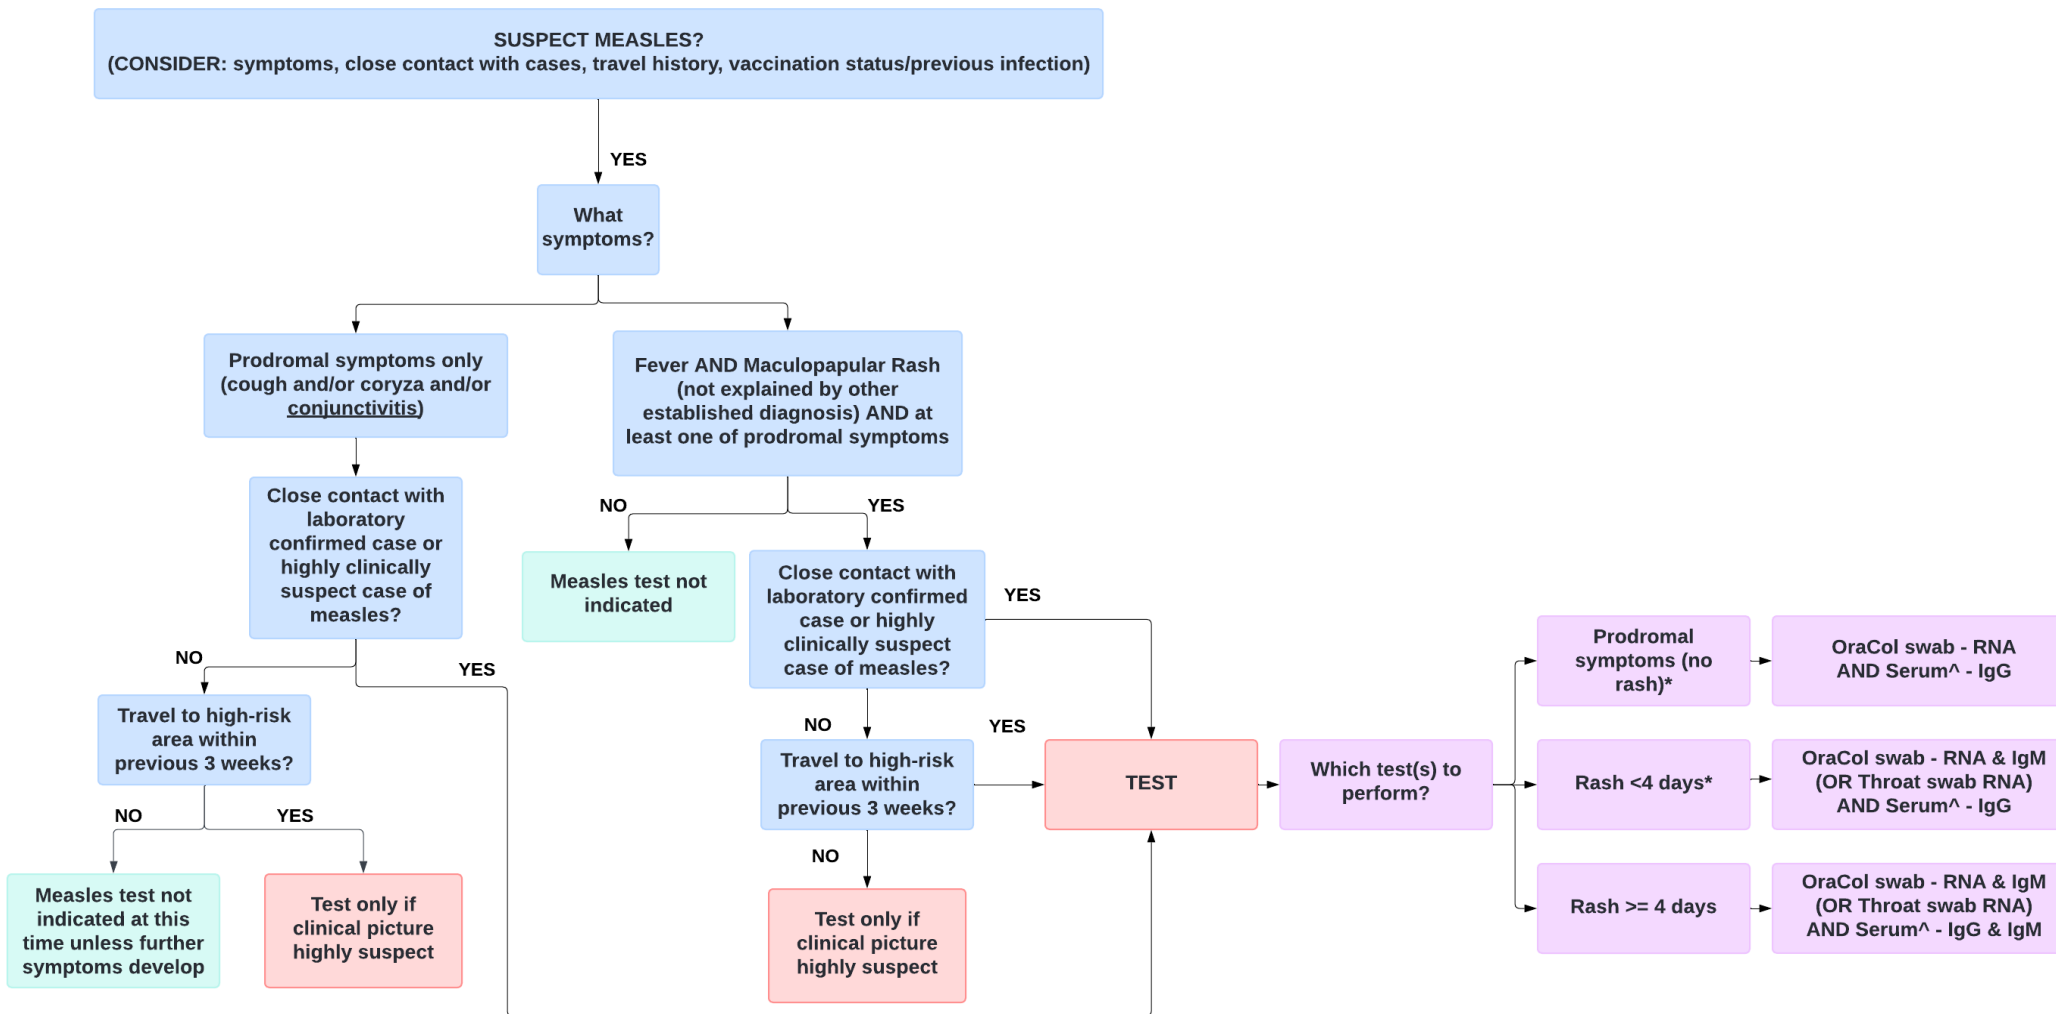 SUSPECT MEASLES?
(CONSIDER: symptoms, close contact with cases, travel history, vaccination status/previous infection)
YES
What
symptoms?
Prodromal symptoms only
(cough and/or coryza and/or
conjunctivitis)
Fever AND Maculopapular Rash
(not explained by other
established diagnosis) AND at
least one of prodromal symptoms
Close contact with
laboratory
confirmed case or
highly clinically
suspect case of
measles?
NO
YES
Measles test not
indicated
Close contact with
laboratory confirmed
case or highly
clinically suspect
case of measles?
YES
NO
YES
Travel to high-risk
area within
previous 3 weeks?
NO
YES
Measles test not
indicated at this
time unless further
symptoms develop
Test only if
clinical picture
highly suspect
NO
YES
Travel to high-risk
area within
previous 3 weeks?
NO
Test only if
clinical picture
highly suspect
TEST
Which test(s) to
perform?
Prodromal
symptoms (no
rash)*
OraCol swab - RNA
AND Serum^ - IgG
Rash <4 days*
OraCol swab - RNA & IgM
(OR Throat swab RNA)
AND Serum^ - IgG
Rash >= 4 days
OraCol swab - RNA & IgM
(OR Throat swab RNA)
AND Serum^ - IgG & IgM